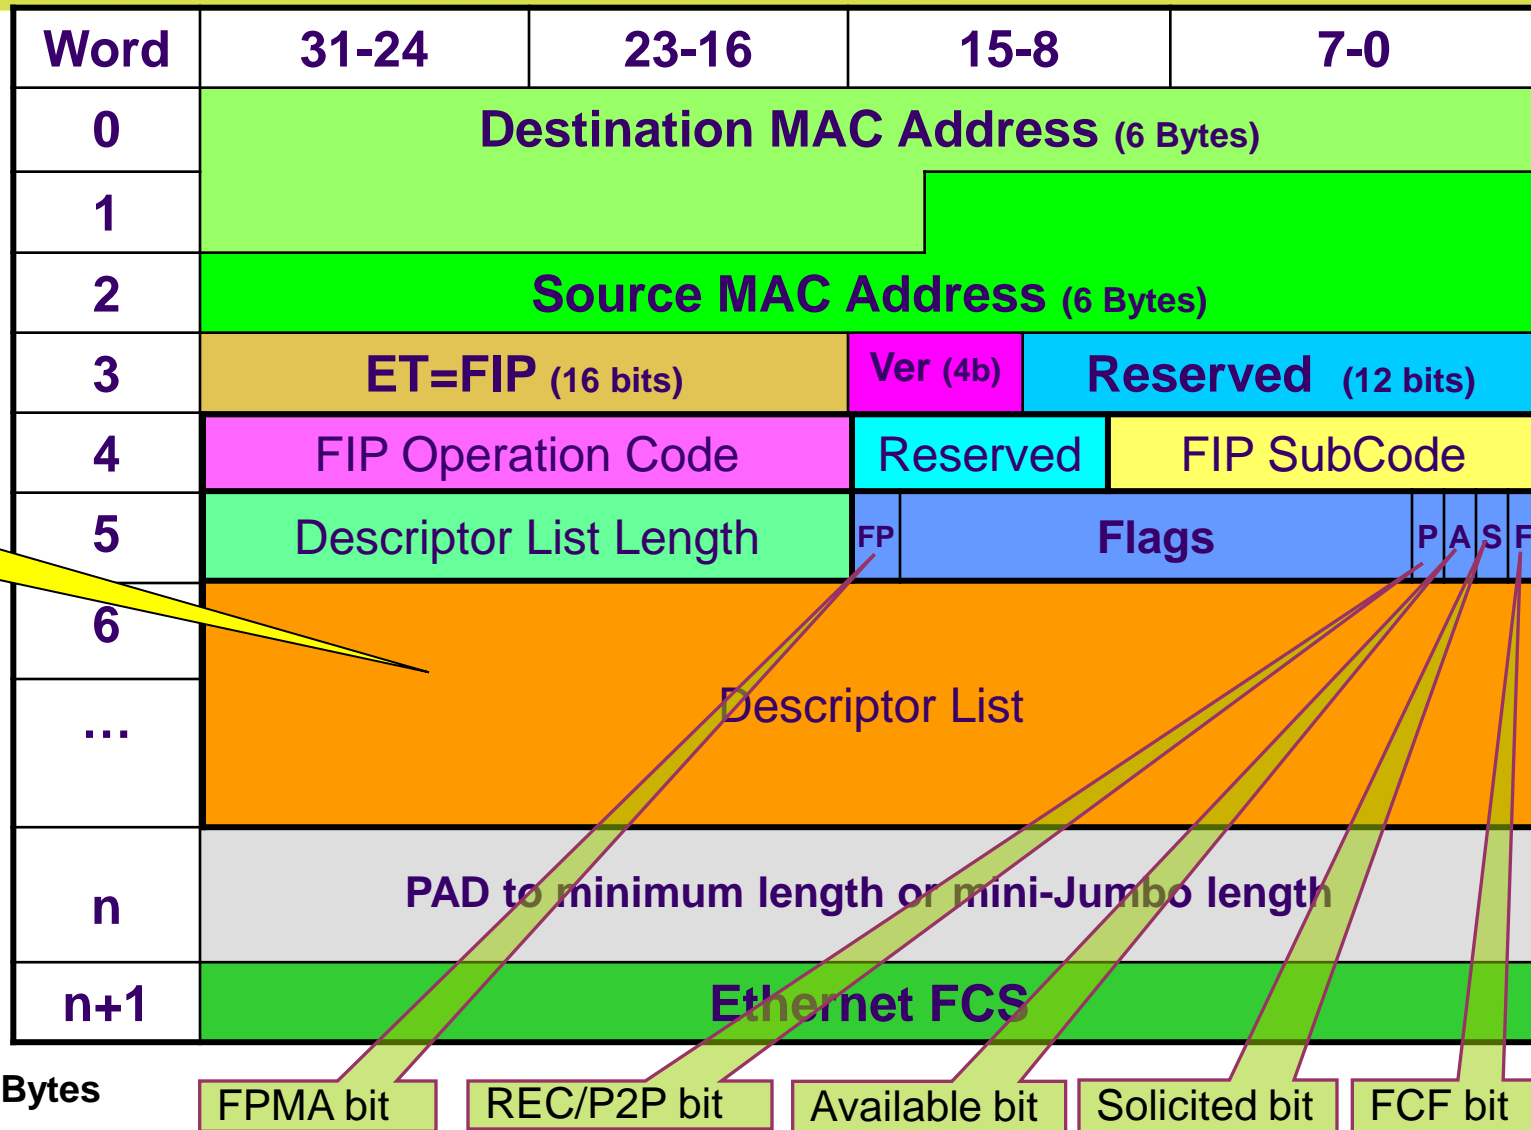 Word 31-24 23-16 15-8 7-0
0 Destination MAC Address (6 Bytes)
1
2 Source MAC Address (6 Bytes)
3 ET=FIP (16 bits) Ver (4b) Reserved (12 bits)
4 FIP Operation Code Reserved FIP SubCode
5 Descriptor List Length FP Flags P A S F
6
... Descriptor List
n PAD to minimum length or mini-Jumbo length
n+1 Ethernet FCS
Bytes FPMA bit REC/P2P bit Available bit Solicited bit FCF bit